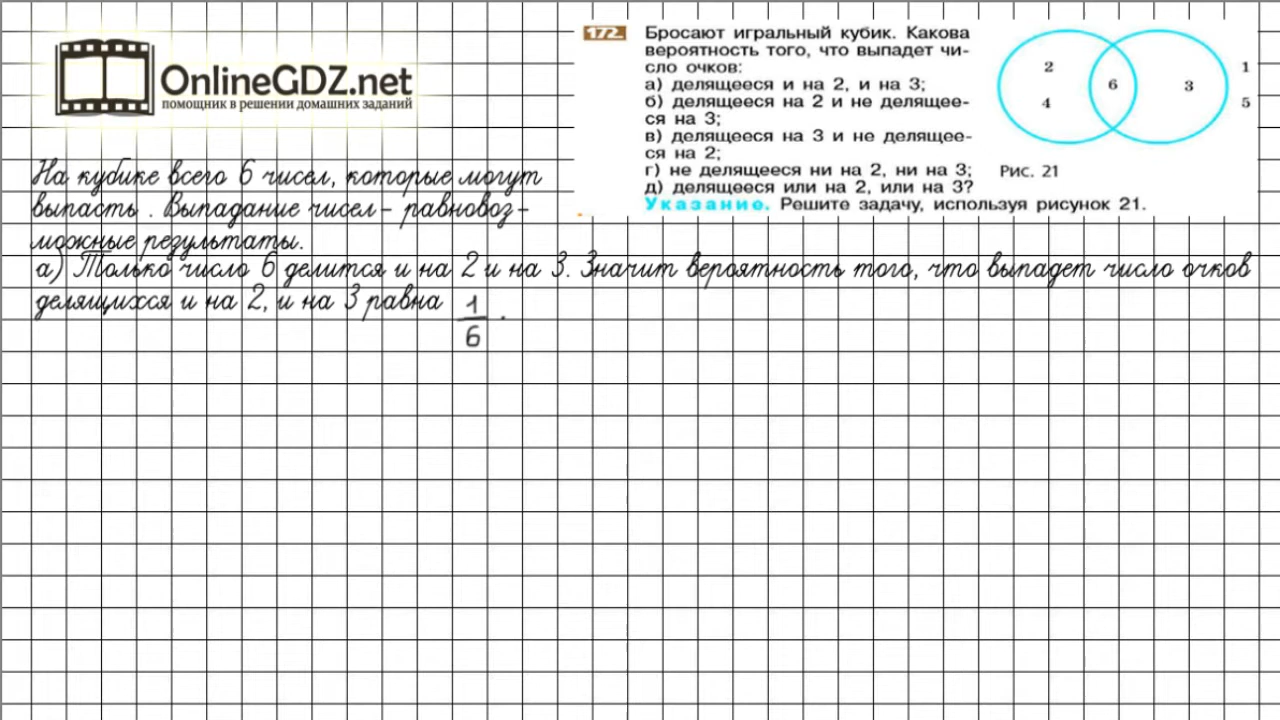 OnlineGDZ.net
помощник в решении домашних заданий
172. Бросают игральный кубик. Какова
вероятность того, что выпадет чи-
сло очков:
а) делящееся и на 2, и на 3;
б) делящееся на 2 и не делящее-
ся на 3;
в) делящееся на 3 и не делящее-
ся на 2;
г) не делящееся ни на 2, ни на 3;
д) делящееся или на 2, или на 3?
Указание. Решите задачу, используя рисунок 21.
2 1
6 3
4 5
Рис. 21
На кубике всего 6 чисел, которые могут
выпасть . Выпадание чисел- равновоз-
можные результаты.
а) Только число 6 делится и на 2 и на 3. Значит вероятность того, что выпадет число очков
делящихся и на 2, и на 3 равна 1/6 .